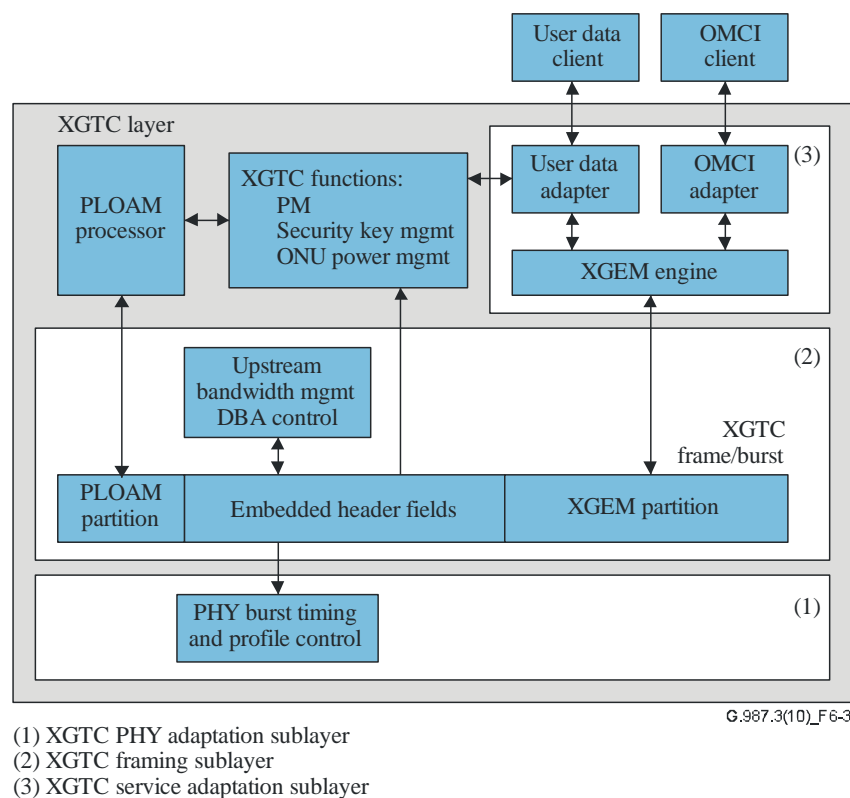 User data
client
OMCI
client
XGTC layer
(3)
PLOAM
processor
XGTC functions:
PM
Security key mgmt
ONU power mgmt
User data
adapter
OMCI
adapter
XGEM engine
(2)
Upstream
bandwidth mgmt
DBA control
XGTC
frame/burst
PLOAM
partition
Embedded header fields
XGEM partition
(1)
PHY burst timing
and profile control
G.987.3(10)_F6-3
(1) XGTC PHY adaptation sublayer
(2) XGTC framing sublayer
(3) XGTC service adaptation sublayer